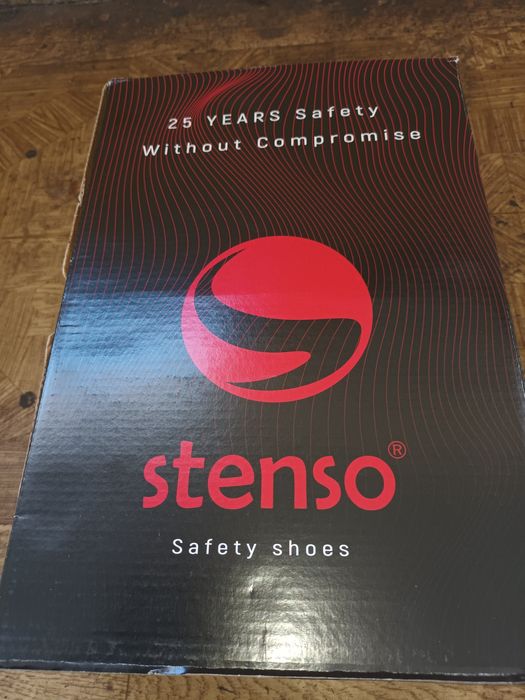 25 YEARS Safety
Without Compromise
stenso®
Safety shoes